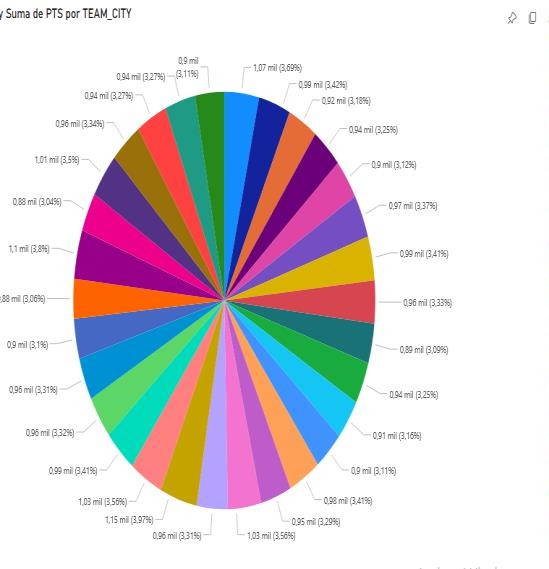 y Suma de PTS por TEAM_CITY
1,07 mil (3,69%)
0,99 mil (3,42%)
0,92 mil (3,18%)
0,94 mil (3,25%)
0,9 mil (3,12%)
0,97 mil (3,37%)
0,99 mil (3,41%)
0,96 mil (3,33%)
0,89 mil (3,09%)
0,94 mil (3,25%)
0,91 mil (3,16%)
0,9 mil (3,11%)
0,98 mil (3,41%)
0,95 mil (3,29%)
1,03 mil (3,56%)
0,96 mil (3,31%)
1,15 mil (3,97%)
1,03 mil (3,56%)
0,99 mil (3,41%)
0,96 mil (3,32%)
0,96 mil (3,31%)
0,9 mil (3,1%)
,88 mil (3,06%)
1,1 mil (3,8%)
0,88 mil (3,04%)
1,01 mil (3,5%)
0,96 mil (3,34%)
0,94 mil (3,27%)
0,94 mil (3,27%)
0,9 mil
(3,11%)